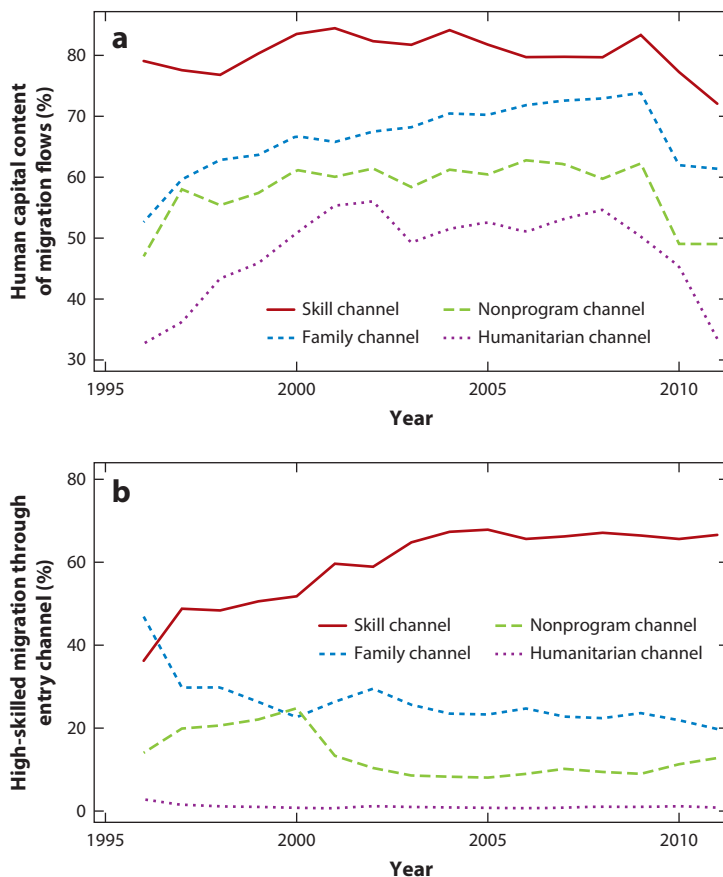 a
Human capital content
of migration flows (%)
80
70
60
50
40
30
Skill channel
Nonprogram channel
Family channel
Humanitarian channel
1995
2000
2005
2010
Year
b
High-skilled migration through
entry channel (%)
80
60
40
20
0
Skill channel
Nonprogram channel
Family channel
Humanitarian channel
1995
2000
2005
2010
Year